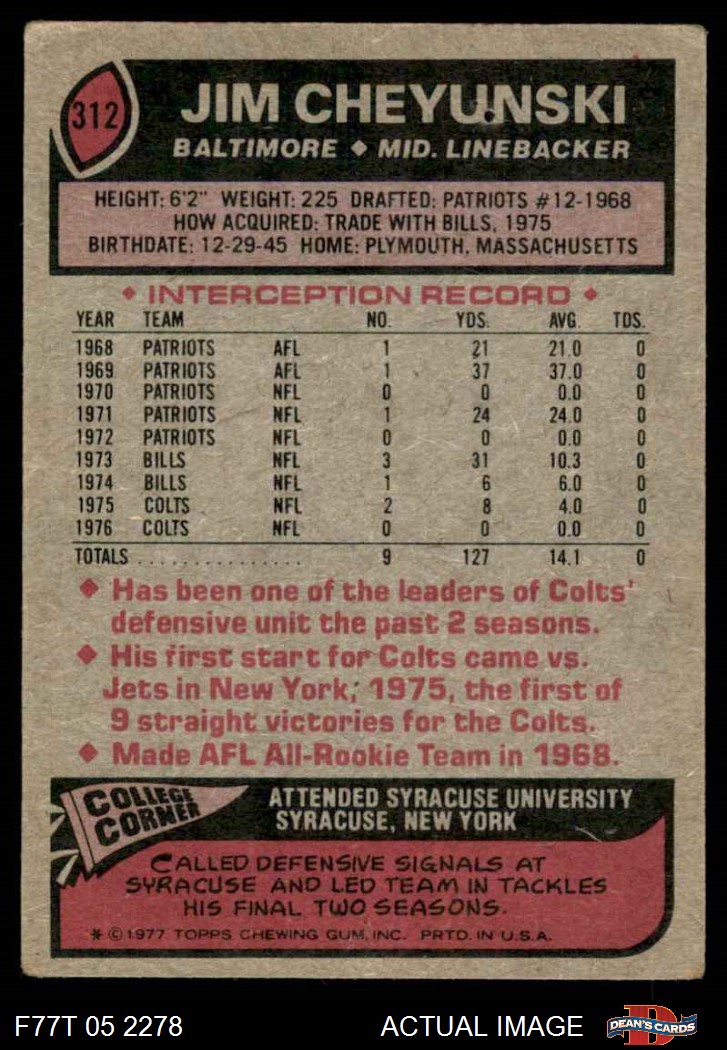 312
JIM CHEYUNSKI
BALTIMORE ◆ MID. LINEBACKER
HEIGHT: 6'2" WEIGHT: 225 DRAFTED: PATRIOTS #12-1968
HOW ACQUIRED: TRADE WITH BILLS, 1975
BIRTHDATE: 12-29-45 HOME: PLYMOUTH, MASSACHUSETTS
◆ INTERCEPTION RECORD ◆
YEAR TEAM NO. YDS. AVG. TDS.
1968 PATRIOTS AFL 1 21 21.0 0
1969 PATRIOTS AFL 1 37 37.0 0
1970 PATRIOTS NFL 0 0 0.0 0
1971 PATRIOTS NFL 1 24 24.0 0
1972 PATRIOTS NFL 0 0 0.0 0
1973 BILLS NFL 3 31 10.3 0
1974 BILLS NFL 1 6 6.0 0
1975 COLTS NFL 2 8 4.0 0
1976 COLTS NFL 0 0 0.0 0
TOTALS ................ 9 127 14.1 0
◆ Has been one of the leaders of Colts'
defensive unit the past 2 seasons.
◆ His first start for Colts came vs.
Jets in New York, 1975, the first of
9 straight victories for the Colts.
◆ Made AFL All-Rookie Team in 1968.
COLLEGE
CORNER
ATTENDED SYRACUSE UNIVERSITY
SYRACUSE, NEW YORK
CALLED DEFENSIVE SIGNALS AT
SYRACUSE AND LED TEAM IN TACKLES
HIS FINAL TWO SEASONS.
* © 1977 TOPPS CHEWING GUM, INC. PRTD. IN U.S.A.
F77T 05 2278 ACTUAL IMAGE
D
DEAN'S CARDS